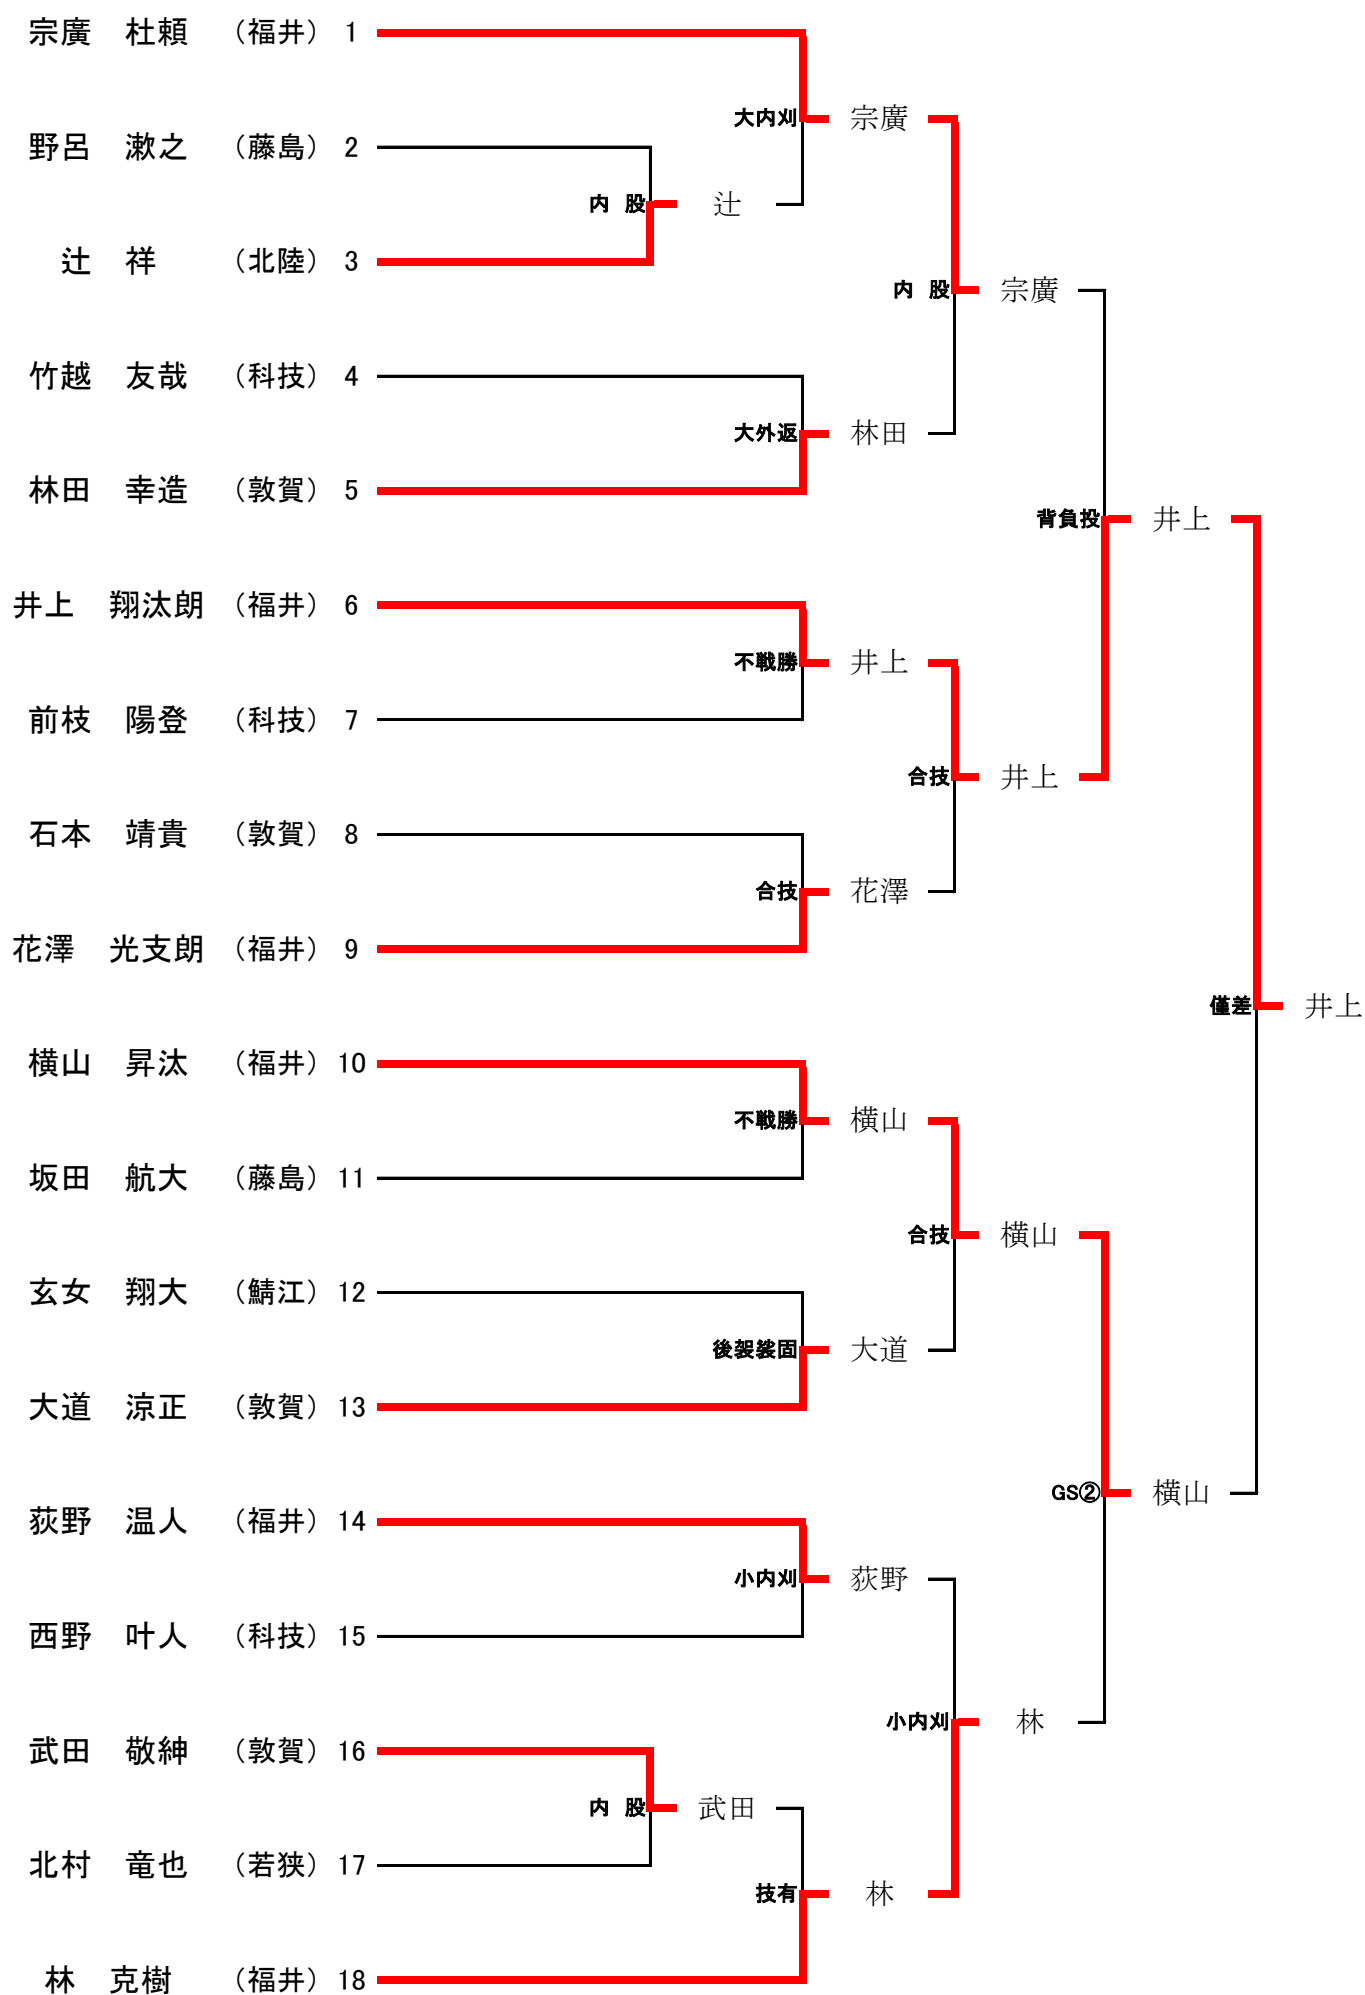 宗廣 杜頼 （福井） 1
大内刈 宗廣
野呂 漱之 （藤島） 2
内 股 辻
辻 祥 （北陸） 3
内 股 宗廣
竹越 友哉 （科技） 4
大外返 林田
林田 幸造 （敦賀） 5
背負投 井上
井上 翔汰朗 （福井） 6
不戦勝 井上
前枝 陽登 （科技） 7
合技 井上
石本 靖貴 （敦賀） 8
合技 花澤
花澤 光支朗 （福井） 9
僅差 井上
横山 昇汰 （福井） 10
不戦勝 横山
坂田 航大 （藤島） 11
合技 横山
玄女 翔大 （鯖江） 12
後袈裟固 大道
大道 涼正 （敦賀） 13
GS② 横山
荻野 温人 （福井） 14
小内刈 荻野
西野 叶人 （科技） 15
小内刈 林
武田 敬紳 （敦賀） 16
内 股 武田
北村 竜也 （若狭） 17
技有 林
林 克樹 （福井） 18